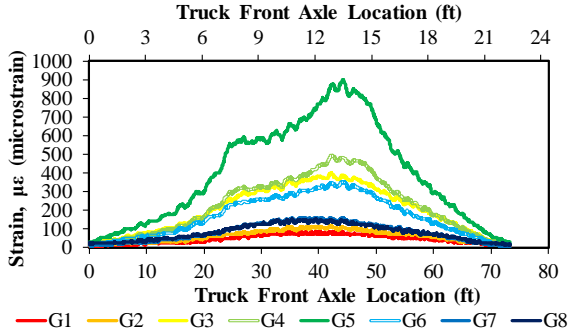 Truck Front Axle Location (ft)
0 3 6 9 12 15 18 21 24
Strain, με (microstrain)
1000
900
800
700
600
500
400
300
200
100
0
0 10 20 30 40 50 60 70 80
Truck Front Axle Location (ft)
G1 G2 G3 G4 G5 G6 G7 G8